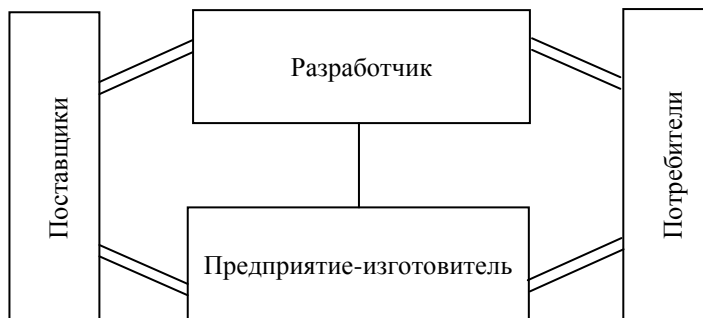 Поставщики
Разработчик
Предприятие-изготовитель
Потребители